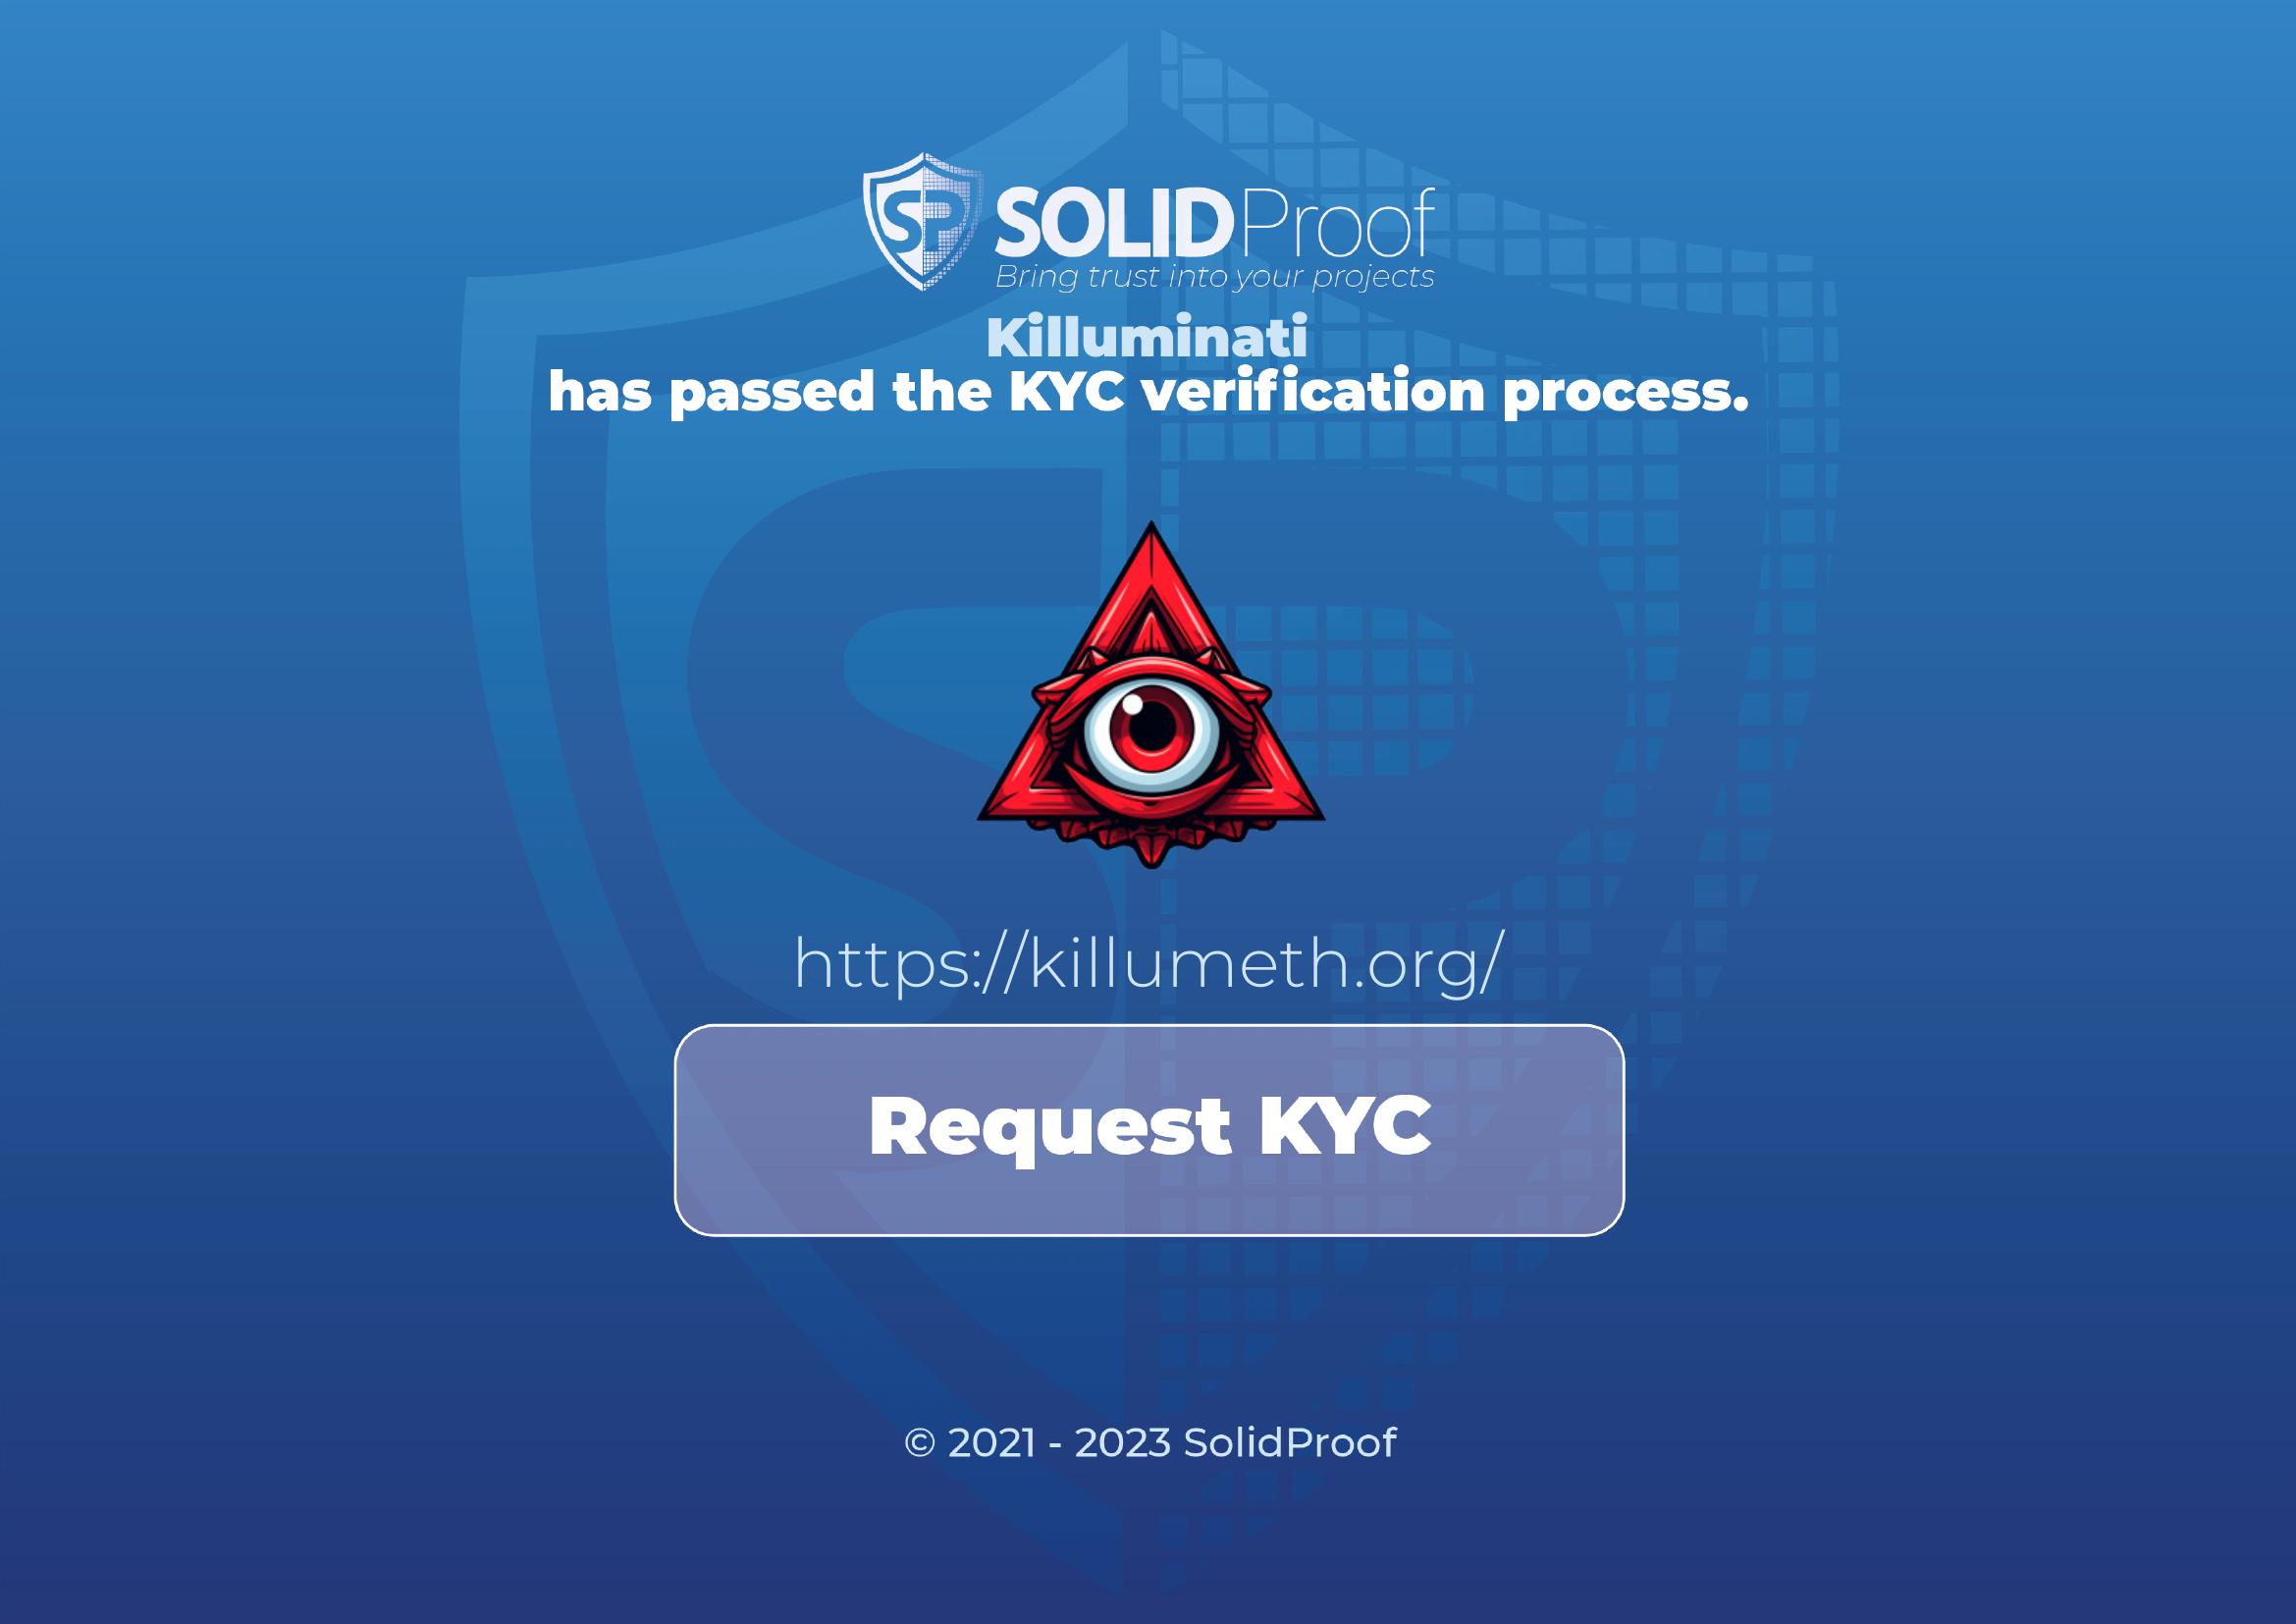 SP SOLIDProof
Bring trust into your projects
Killuminati
has passed the KYC verification process.
https://killumeth.org/
Request KYC
© 2021 - 2023 SolidProof